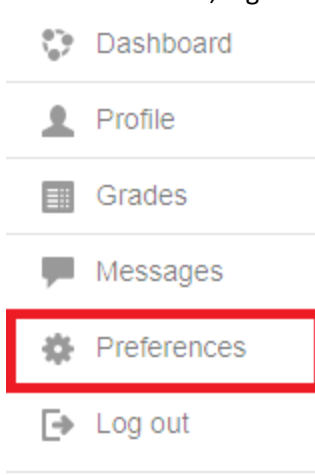 Dashboard
Profile
Grades
Messages
Preferences
Log out